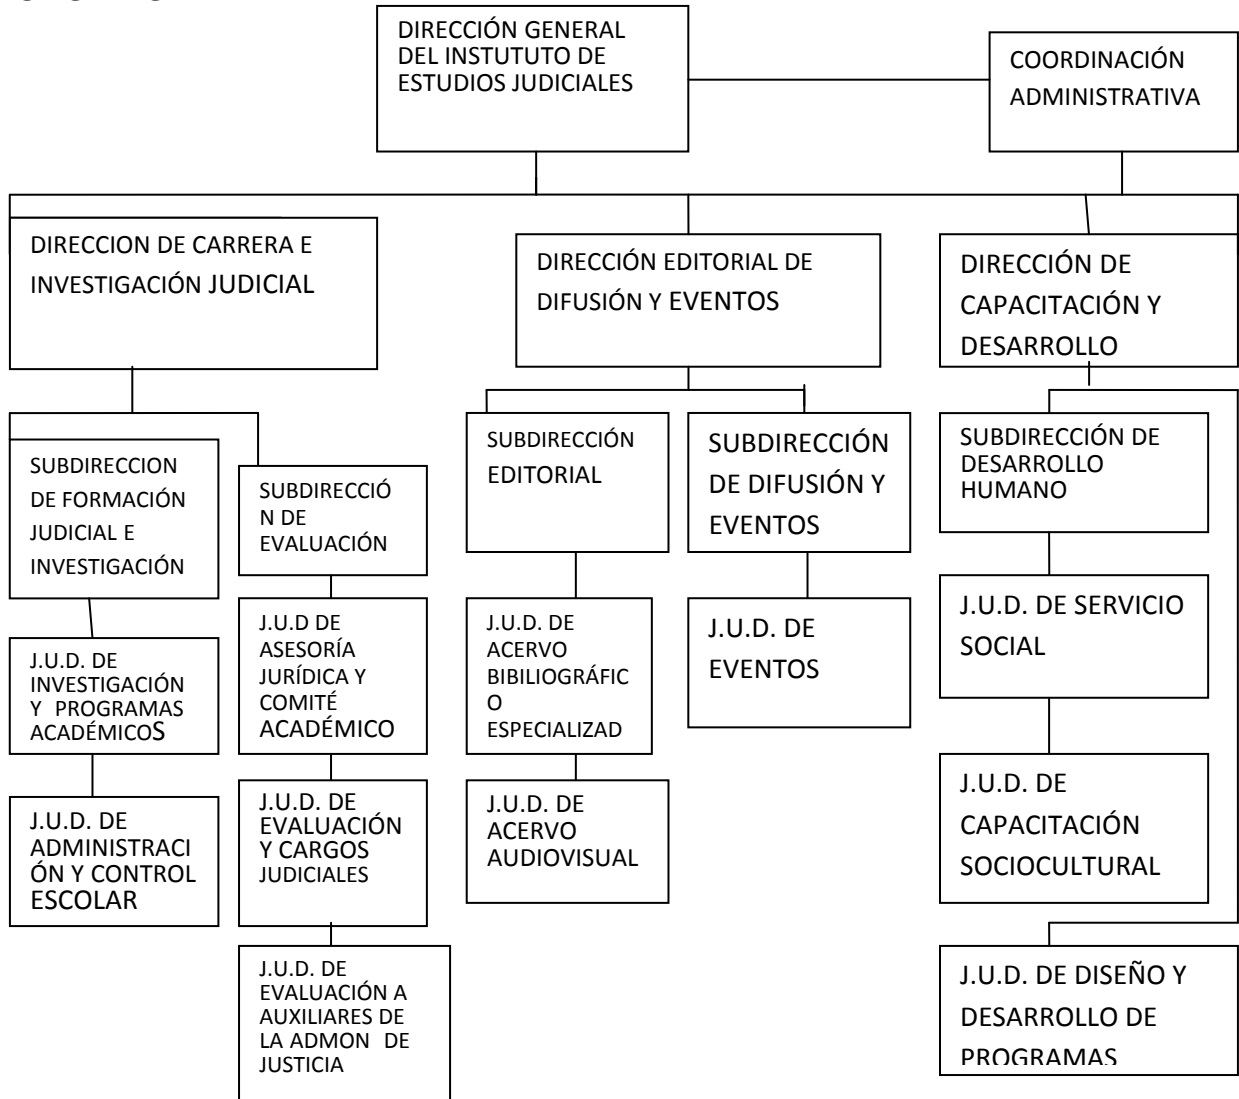 DIRECCIÓN GENERAL
DEL INSTUTUTO DE
ESTUDIOS JUDICIALES
COORDINACIÓN
ADMINISTRATIVA
DIRECCION DE CARRERA E
INVESTIGACIÓN JUDICIAL
DIRECCIÓN EDITORIAL DE
DIFUSIÓN Y EVENTOS
DIRECCIÓN DE
CAPACITACIÓN Y
DESARROLLO
SUBDIRECCION
DE FORMACIÓN
JUDICIAL E
INVESTIGACIÓN
SUBDIRECCIÓ
N DE
EVALUACIÓN
SUBDIRECCIÓN
EDITORIAL
SUBDIRECCIÓN
DE DIFUSIÓN Y
EVENTOS
SUBDIRECCIÓN DE
DESARROLLO
HUMANO
J.U.D. DE
INVESTIGACIÓN
Y PROGRAMAS
ACADÉMICOS
J.U.D DE
ASESORÍA
JURÍDICA Y
COMITÉ
ACADÉMICO
J.U.D. DE
ACERVO
BIBILIOGRÁFIC
O
ESPECIALIZAD
J.U.D. DE
EVENTOS
J.U.D. DE SERVICIO
SOCIAL
J.U.D. DE
ADMINISTRACI
ÓN Y CONTROL
ESCOLAR
J.U.D. DE
EVALUACIÓN
Y CARGOS
JUDICIALES
J.U.D. DE
ACERVO
AUDIOVISUAL
J.U.D. DE
CAPACITACIÓN
SOCIOCULTURAL
J.U.D. DE
EVALUACIÓN A
AUXILIARES DE
LA ADMON DE
JUSTICIA
J.U.D. DE DISEÑO Y
DESARROLLO DE
PROGRAMAS